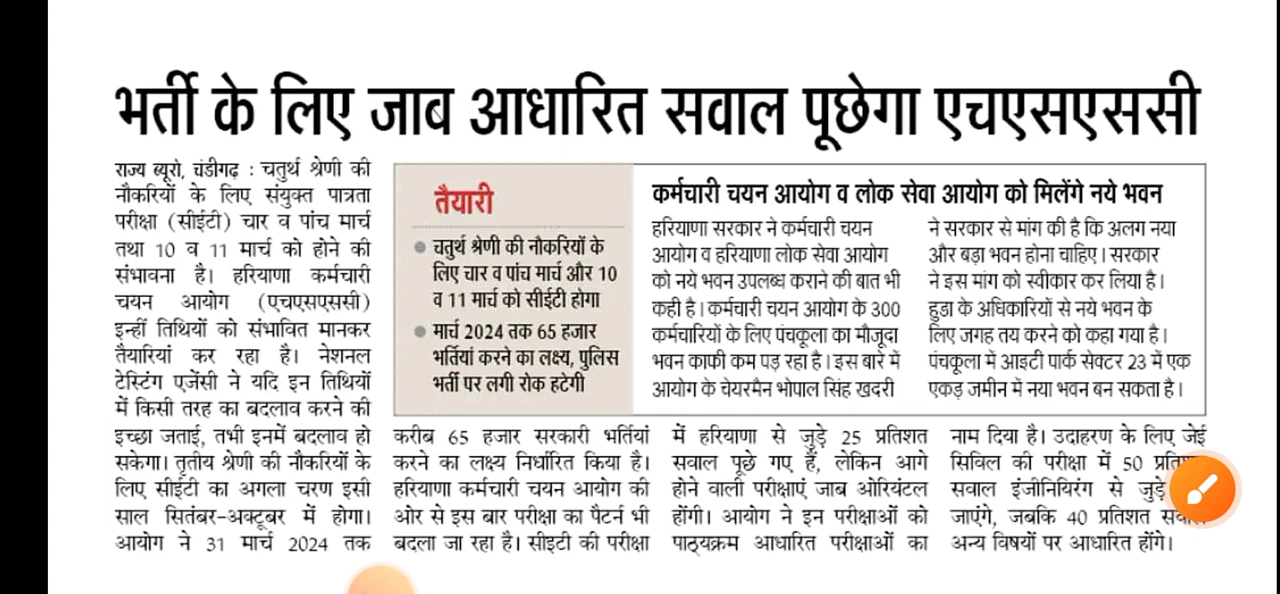 भर्ती के लिए जाब आधारित सवाल पूछेगा एचएसएससी
राज्य ब्यूरो, चंडीगढ़ : चतुर्थ श्रेणी की
नौकरियों के लिए संयुक्त पात्रता
परीक्षा (सीईटी) चार व पांच मार्च
तथा 10 व 11 मार्च को होने की
संभावना है। हरियाणा कर्मचारी
चयन आयोग (एचएसएससी)
इन्हीं तिथियों को संभावित मानकर
तैयारियां कर रहा है। नेशनल
टेस्टिंग एजेंसी ने यदि इन तिथियों
में किसी तरह का बदलाव करने की
इच्छा जताई, तभी इनमें बदलाव हो
सकेगा। तृतीय श्रेणी की नौकरियों के
लिए सीईटी का अगला चरण इसी
साल सितंबर-अक्टूबर में होगा।
आयोग ने 31 मार्च 2024 तक
तैयारी
चतुर्थ श्रेणी की नौकरियों के
लिए चार व पांच मार्च और 10
व 11 मार्च को सीईटी होगा
मार्च 2024 तक 65 हजार
भर्तियां करने का लक्ष्य, पुलिस
भर्ती पर लगी रोक हटेगी
कर्मचारी चयन आयोग व लोक सेवा आयोग को मिलेंगे नये भवन
हरियाणा सरकार ने कर्मचारी चयन
आयोग व हरियाणा लोक सेवा आयोग
को नये भवन उपलब्ध कराने की बात भी
कही है। कर्मचारी चयन आयोग के 300
कर्मचारियों के लिए पंचकूला का मौजूदा
भवन काफी कम पड़ रहा है। इस बारे में
आयोग के चेयरमैन भोपाल सिंह खदरी
ने सरकार से मांग की है कि अलग नया
और बड़ा भवन होना चाहिए। सरकार
ने इस मांग को स्वीकार कर लिया है।
हुडा के अधिकारियों से नये भवन के
लिए जगह तय करने को कहा गया है।
पंचकूला में आइटी पार्क सेक्टर 23 में एक
एकड़ जमीन में नया भवन बन सकता है।
करीब 65 हजार सरकारी भर्तियां
करने का लक्ष्य निर्धारित किया है।
हरियाणा कर्मचारी चयन आयोग की
ओर से इस बार परीक्षा का पैटर्न भी
बदला जा रहा है। सीइटी की परीक्षा
में हरियाणा से जुड़े 25 प्रतिशत
सवाल पूछे गए हैं, लेकिन आगे
होने वाली परीक्षाएं जाब ओरियंटल
होंगी। आयोग ने इन परीक्षाओं को
पाठ्यक्रम आधारित परीक्षाओं का
नाम दिया है। उदाहरण के लिए जेई
सिविल की परीक्षा में 50
सवाल इंजीनियरिंग से जुड़े
जाएंगे, जबकि 40 प्रतिशत
अन्य विषयों पर आधारित होंगे।